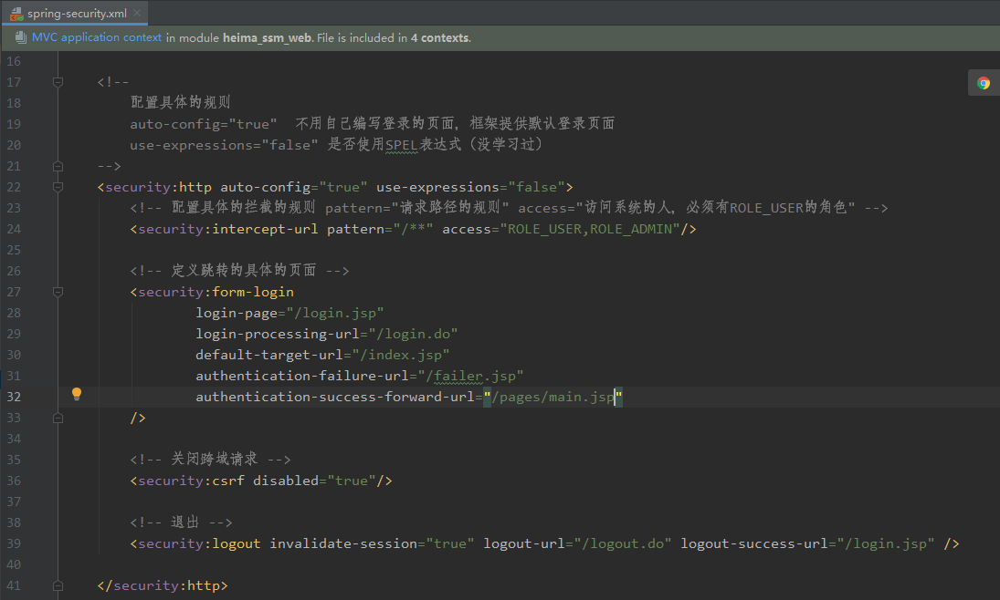 spring-security.xml
MVC application context in module heima_ssm_web. File is included in 4 contexts.
16
17 <!--
18 配置具体的规则
19 auto-config="true" 不用自己编写登录的页面，框架提供默认登录页面
20 use-expressions="false" 是否使用SPEL表达式（没学习过）
21 -->
22 <security:http auto-config="true" use-expressions="false">
23 <!-- 配置具体的拦截的规则 pattern="请求路径的规则" access="访问系统的人，必须有ROLE_USER的角色" -->
24 <security:intercept-url pattern="/**" access="ROLE_USER,ROLE_ADMIN"/>
25
26 <!-- 定义跳转的具体的页面 -->
27 <security:form-login
28 login-page="/login.jsp"
29 login-processing-url="/login.do"
30 default-target-url="/index.jsp"
31 authentication-failure-url="/failer.jsp"
32 authentication-success-forward-url="/pages/main.jsp"
33 />
34
35 <!-- 关闭跨域请求 -->
36 <security:csrf disabled="true"/>
37
38 <!-- 退出 -->
39 <security:logout invalidate-session="true" logout-url="/logout.do" logout-success-url="/login.jsp" />
40
41 </security:http>